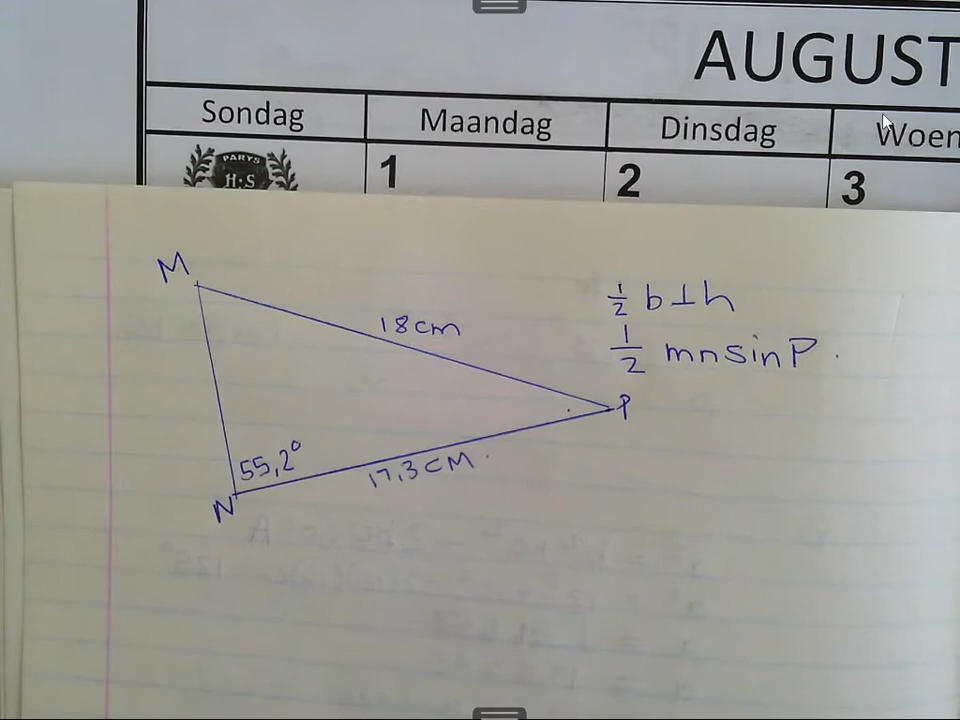 AUGUST
Sondag Maandag Dinsdag Woen
PARYS
H·S
1 2 3
M
18cm
½ b⊥h
½ mnsinP.
P
55,2°
17,3cm.
N